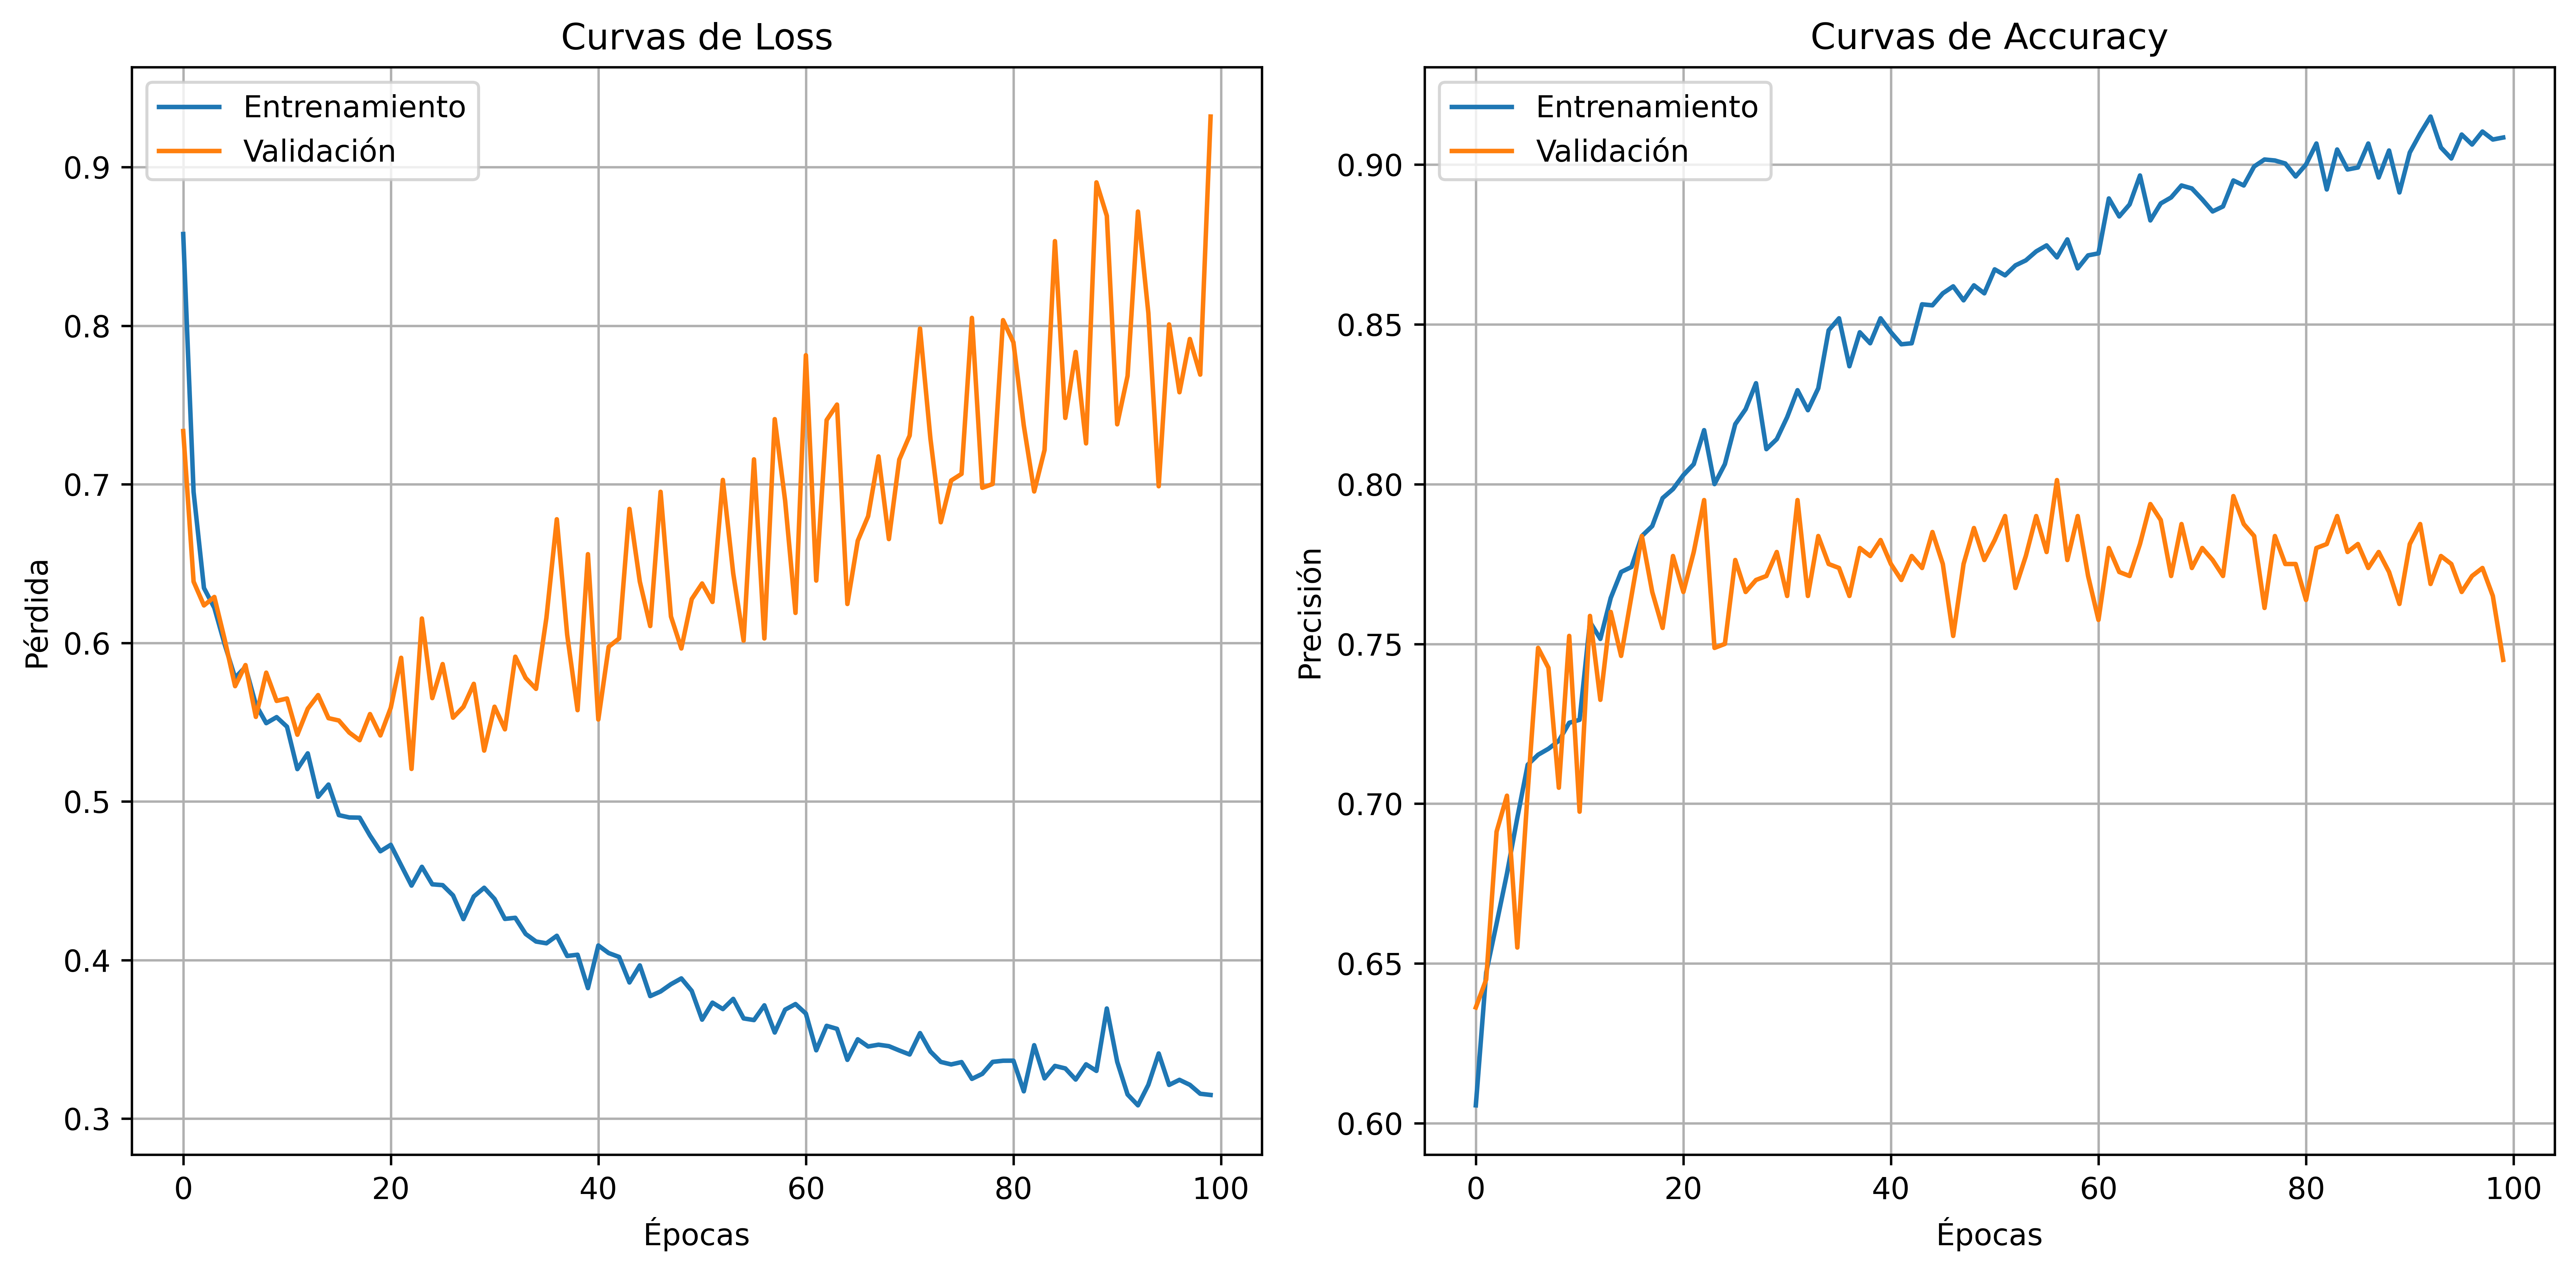 Curvas de Loss
Entrenamiento
Validación
Pérdida
0.9
0.8
0.7
0.6
0.5
0.4
0.3
0 20 40 60 80 100
Épocas
Curvas de Accuracy
Entrenamiento
Validación
Precisión
0.90
0.85
0.80
0.75
0.70
0.65
0.60
0 20 40 60 80 100
Épocas